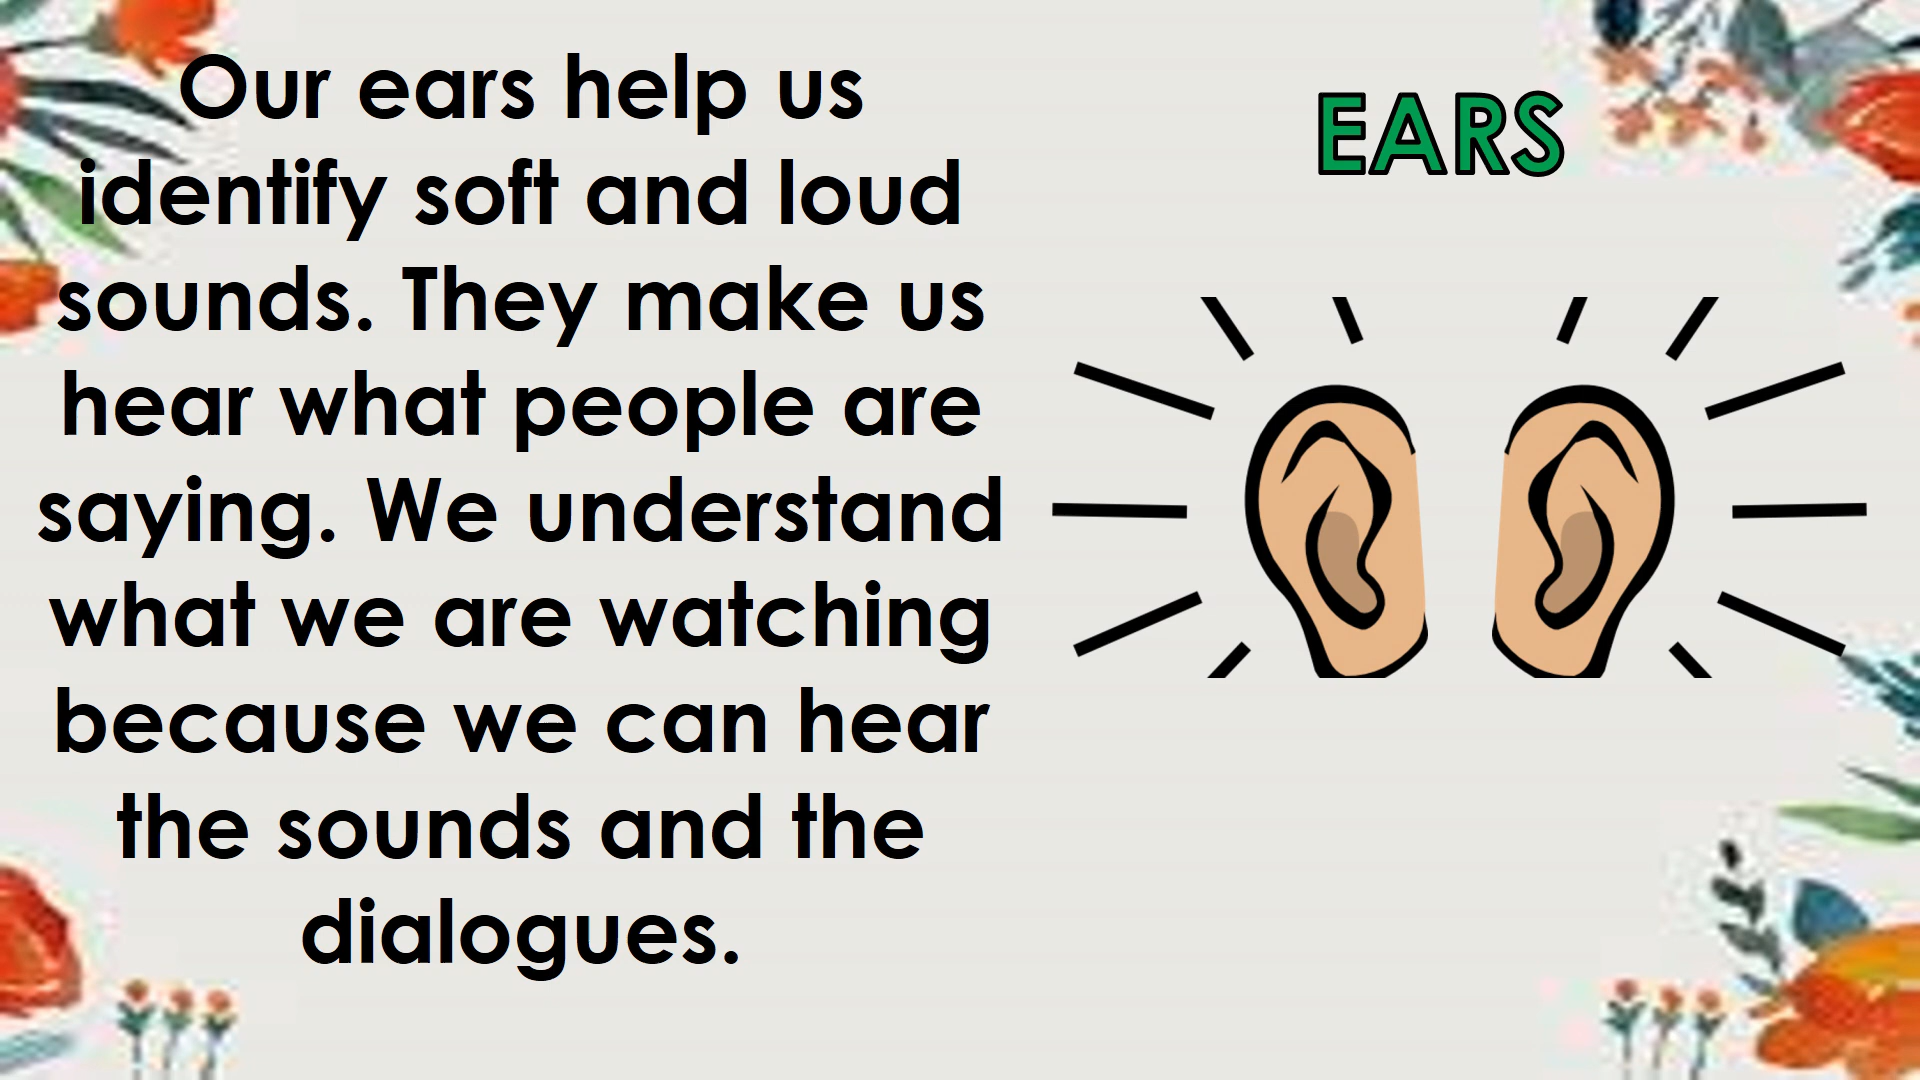 Our ears help us
identify soft and loud
sounds. They make us
hear what people are
saying. We understand
what we are watching
because we can hear
the sounds and the
dialogues.
EARS